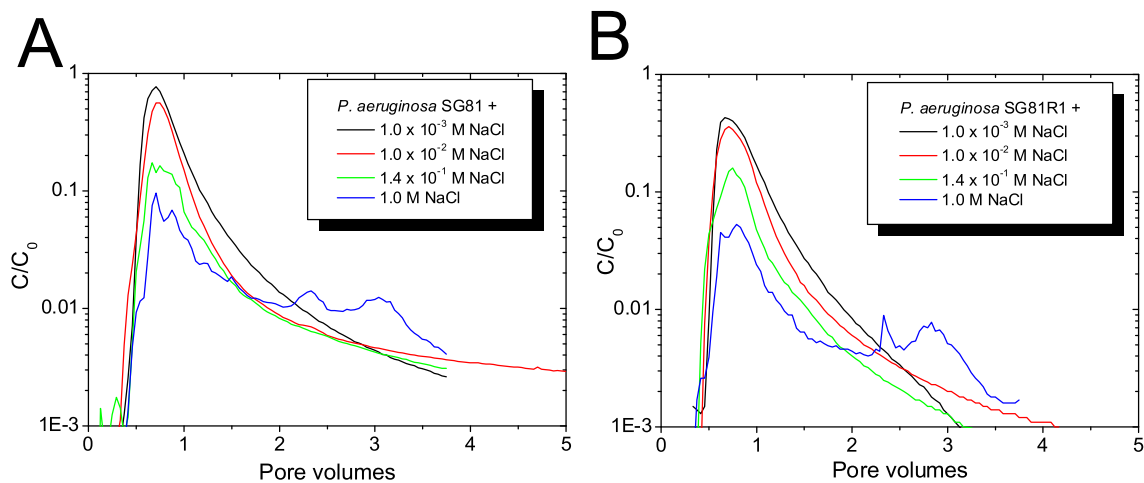 A
P. aeruginosa SG81 +
1.0 x 10⁻³ M NaCl
1.0 x 10⁻² M NaCl
1.4 x 10⁻¹ M NaCl
1.0 M NaCl
1
0.1
0.01
1E-3
C/C₀
0 1 2 3 4 5
Pore volumes
B
P. aeruginosa SG81R1 +
1.0 x 10⁻³ M NaCl
1.0 x 10⁻² M NaCl
1.4 x 10⁻¹ M NaCl
1.0 M NaCl
1
0.1
0.01
1E-3
C/C₀
0 1 2 3 4 5
Pore volumes